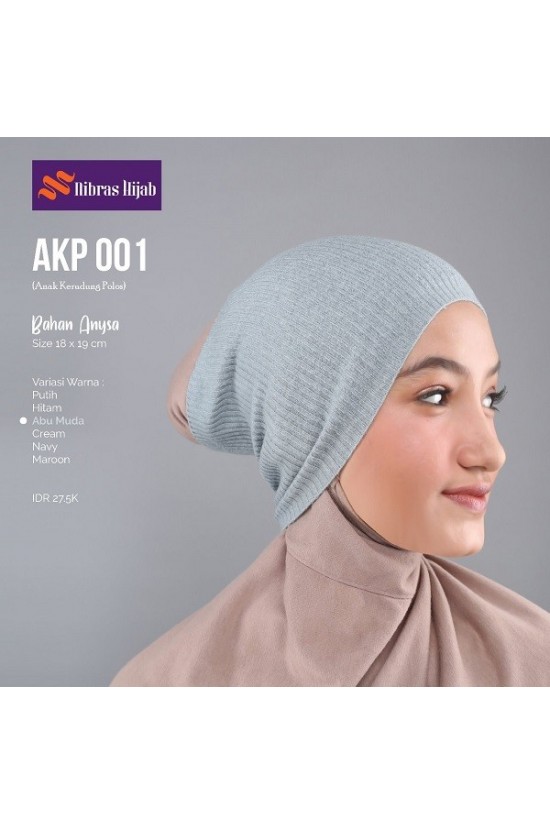 Nibras Hijab
AKP 001
(Anak Kerudung Polos)
Bahan Anysa
Size 18 x 19 cm
Variasi Warna :
Putih
Hitam
Abu Muda
Cream
Navy
Maroon
IDR 27.5K